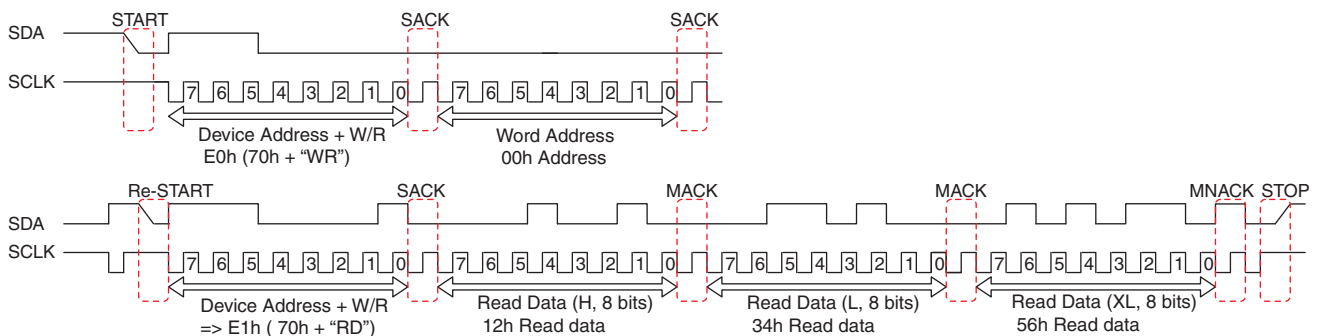 START SACK SACK
SDA
SCLK 7 6 5 4 3 2 1 0 7 6 5 4 3 2 1 0
Device Address + W/R Word Address
E0h (70h + “WR”) 00h Address
Re-START SACK MACK MACK MNACK STOP
SDA
SCLK 7 6 5 4 3 2 1 0 7 6 5 4 3 2 1 0 7 6 5 4 3 2 1 0 7 6 5 4 3 2 1 0
Device Address + W/R Read Data (H, 8 bits) Read Data (L, 8 bits) Read Data (XL, 8 bits)
=> E1h ( 70h + “RD”) 12h Read data 34h Read data 56h Read data